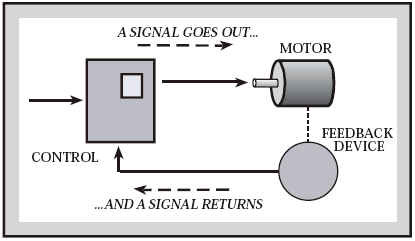 A SIGNAL GOES OUT...
MOTOR
FEEDBACK
DEVICE
CONTROL
...AND A SIGNAL RETURNS